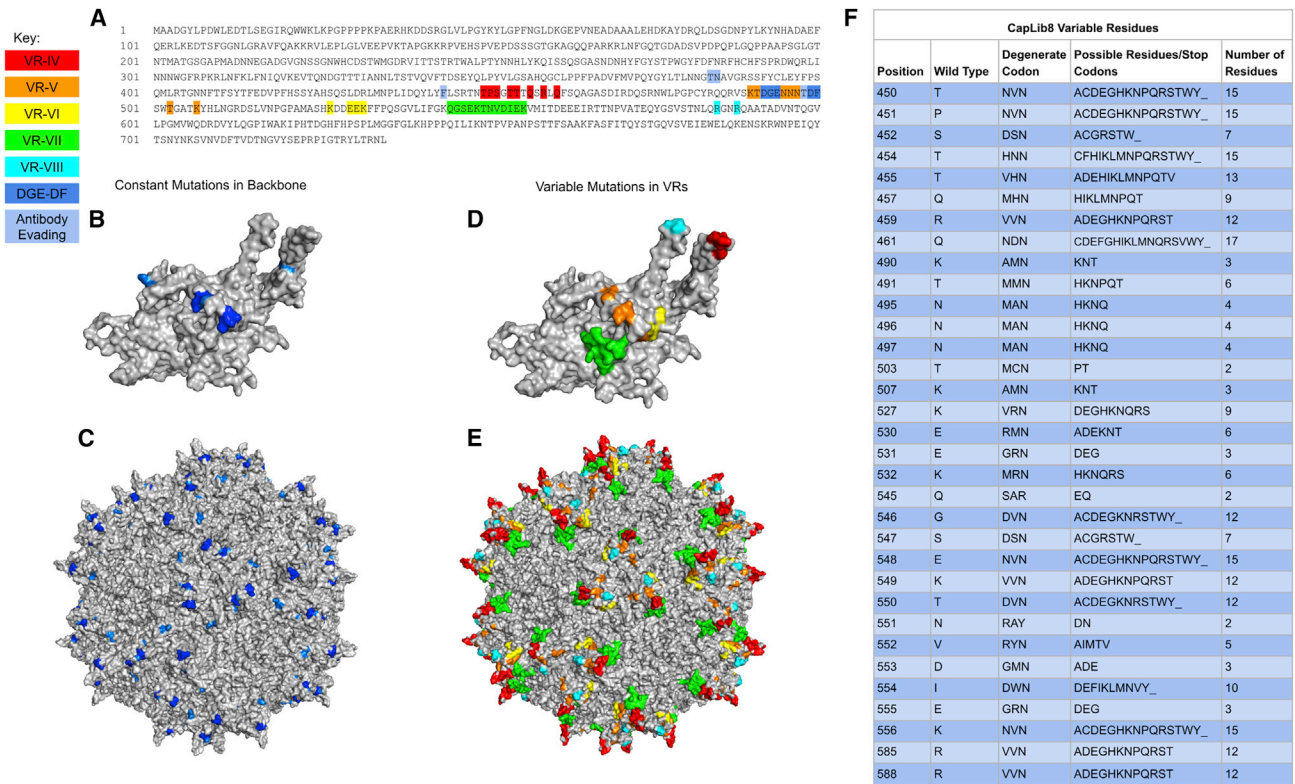 A
1 MAADGYLPDWLEDTLSEGIRQWWKLKPGPPPPKPAERHKDDSRGLVLPGYKYLGPFNGLDKGEPVNEADAAALEHDKAYDRQLDSGDNPYLKYNHADAEF
101 QERLKEDTSFGGNLGRAVFQAKKRVLEPLGLVEEPVKTAPGKKRPVEHSPVEPDSSSGTGKAGQQPARKRLNFGQTGDADSVPDPQPLGQPPAAPSGLGT
201 NTMATGSGAPMADNNEGADGVGNSSGNWHCDSTWMGDRVITTSTRTWALPTYNNHLYKQISSQSGASNDNHYFGYSTPWGYFDFNRFHCHFSPRDWQRLI
301 NNNWGFRPKRLNFKLFNIQVKEVTQNDGTTTIANNLTSTVQVFTDSEYQLPYVLGSAHQGCLPPFPADVFMVPQYGYLTLNNGTNAVGRSSFYCLEYFPS
401 QMLRTGNNFTFSYTFEDVPFHSSYAHSQSLDRLMNPLIDQYLYFLSRTNTPSGTTTQSRLQFSQAGASDIRDQSRNWLPGPCYRQQRVSKTDGENNNTDF
501 SWTGATKYHLNGRDSLVNPGPAMASHKDDEEKFFPQSGVLIFGKQGSEKTNVDIEKVMITDEEEIRTTNPVATEQYGSVSTNLQRGNRQAATADVNTQGV
601 LPGMVWQDRDVYLQGPIWAKIPHTDGHFHPSPLMGGFGLKHPPPQILIKNTPVPANPSTTFSAAKFASFITQYSTGQVSVEIEWELQKENSKRWNPEIQY
701 TSNYNKSVNVDFTVDTNGVYSEPRPIGTRYLTRNL
Key:
VR-IV
VR-V
VR-VI
VR-VII
VR-VIII
DGE-DF
Antibody
Evading
Constant Mutations in Backbone
Variable Mutations in VRs
B
D
C
E
F
CapLib8 Variable Residues
Position Wild Type Degenerate Codon Possible Residues/Stop Codons Number of Residues
450 T NVN ACDEGHKNPQRSTWY_ 15
451 P NVN ACDEGHKNPQRSTWY_ 15
452 S DSN ACGRSTW_ 7
454 T HNN CFHIKLMNPQRSTWY_ 15
455 T VHN ADEHIKLMNPQTV 13
457 Q MHN HIKLMNPQT 9
459 R VVN ADEGHKNPQRST 12
461 Q NDN CDEFGHIKLMNQRSVWY_ 17
490 K AMN KNT 3
491 T MMN HKNPQT 6
495 N MAN HKNQ 4
496 N MAN HKNQ 4
497 N MAN HKNQ 4
503 T MCN PT 2
507 K AMN KNT 3
527 K VRN DEGHKNQRS 9
530 E RMN ADEKNT 6
531 E GRN DEG 3
532 K MRN HKNQRS 6
545 Q SAR EQ 2
546 G DVN ACDEGKNRSTWY_ 12
547 S DSN ACGRSTW_ 7
548 E NVN ACDEGHKNPQRSTWY_ 15
549 K VVN ADEGHKNPQRST 12
550 T DVN ACDEGKNRSTWY_ 12
551 N RAY DN 2
552 V RYN AIMTV 5
553 D GMN ADE 3
554 I DWN DEFIKLMNVY_ 10
555 E GRN DEG 3
556 K NVN ACDEGHKNPQRSTWY_ 15
585 R VVN ADEGHKNPQRST 12
588 R VVN ADEGHKNPQRST 12